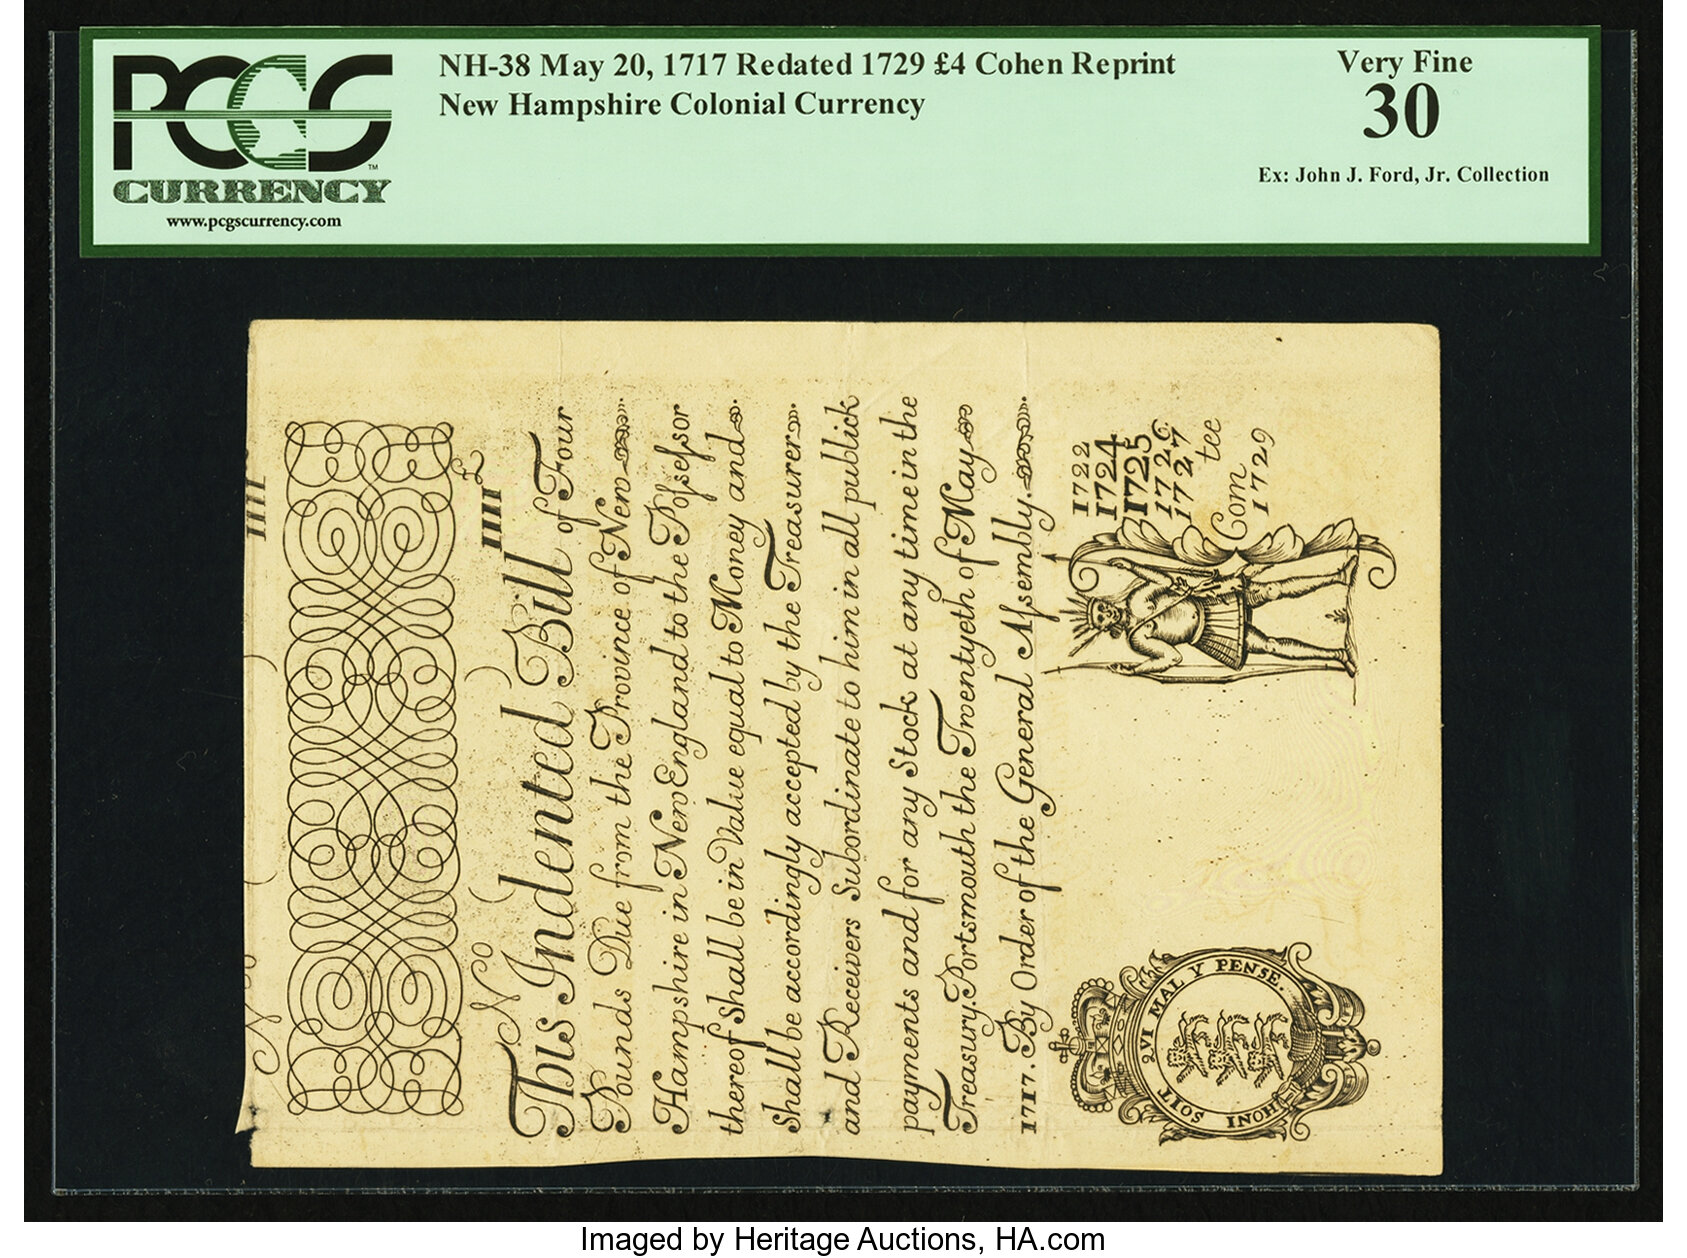 PCGS
TM
CURRENCY
www.pcgscurrency.com
NH-38 May 20, 1717 Redated 1729 £4 Cohen Reprint
New Hampshire Colonial Currency
Very Fine
30
Ex: John J. Ford, Jr. Collection
No IIII
No IIII £
This Indented Bill of Four
Pounds Due from the Province of New
Hampshire in New England to the Poſseſsor
thereof Shall be in Value equal to Money and
Shall be accordingly accepted by the Treasurer
and Receivers Subordinate to him in all publick
payments and for any Stock at any time in the
Treasury. Portsmouth the Twentyeth of May
1717. By Order of the General Aſsembly.
HONI SOIT QVI MAL Y PENSE.
1722
1724
1725
1726
1727
Com tee
1729
Imaged by Heritage Auctions, HA.com